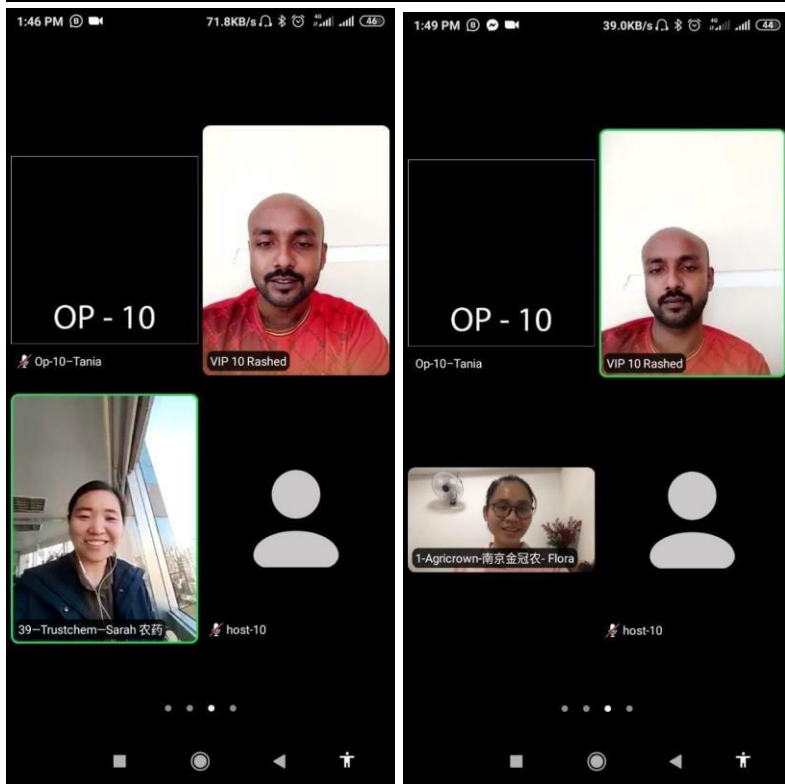 1:46 PM 71.8KB/s 4G 46
OP - 10
Op-10–Tania
VIP 10 Rashed
39—Trustchem—Sarah 农药
host-10
1:49 PM 39.0KB/s 4G 44
OP - 10
Op-10–Tania
VIP 10 Rashed
1-Agricrown-南京金冠农- Flora
host-10